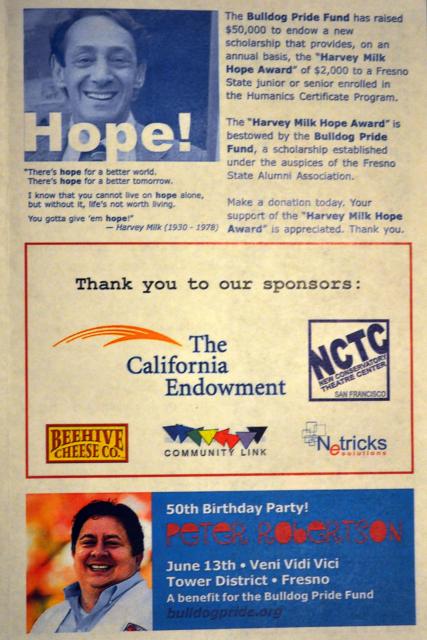 Hope!
"There's hope for a better world.
There's hope for a better tomorrow.
I know that you cannot live on hope alone,
but without it, life's not worth living.
You gotta give 'em hope!"
— Harvey Milk (1930 - 1978)
The Bulldog Pride Fund has raised
$50,000 to endow a new
scholarship that provides, on an
annual basis, the "Harvey Milk
Hope Award" of $2,000 to a Fresno
State junior or senior enrolled in
the Humanics Certificate Program.
The "Harvey Milk Hope Award" is
bestowed by the Bulldog Pride
Fund, a scholarship established
under the auspices of the Fresno
State Alumni Association.
Make a donation today. Your
support of the "Harvey Milk Hope
Award" is appreciated. Thank you.
Thank you to our sponsors:
The
California
Endowment
NCTC
NEW CONSERVATORY
THEATRE CENTER
SAN FRANCISCO
BEEHIVE
CHEESE CO.
COMMUNITY LINK
Netricks
solutions
50th Birthday Party!
PETER ROBERTSON
June 13th • Veni Vidi Vici
Tower District • Fresno
A benefit for the Bulldog Pride Fund
bulldogpride.org